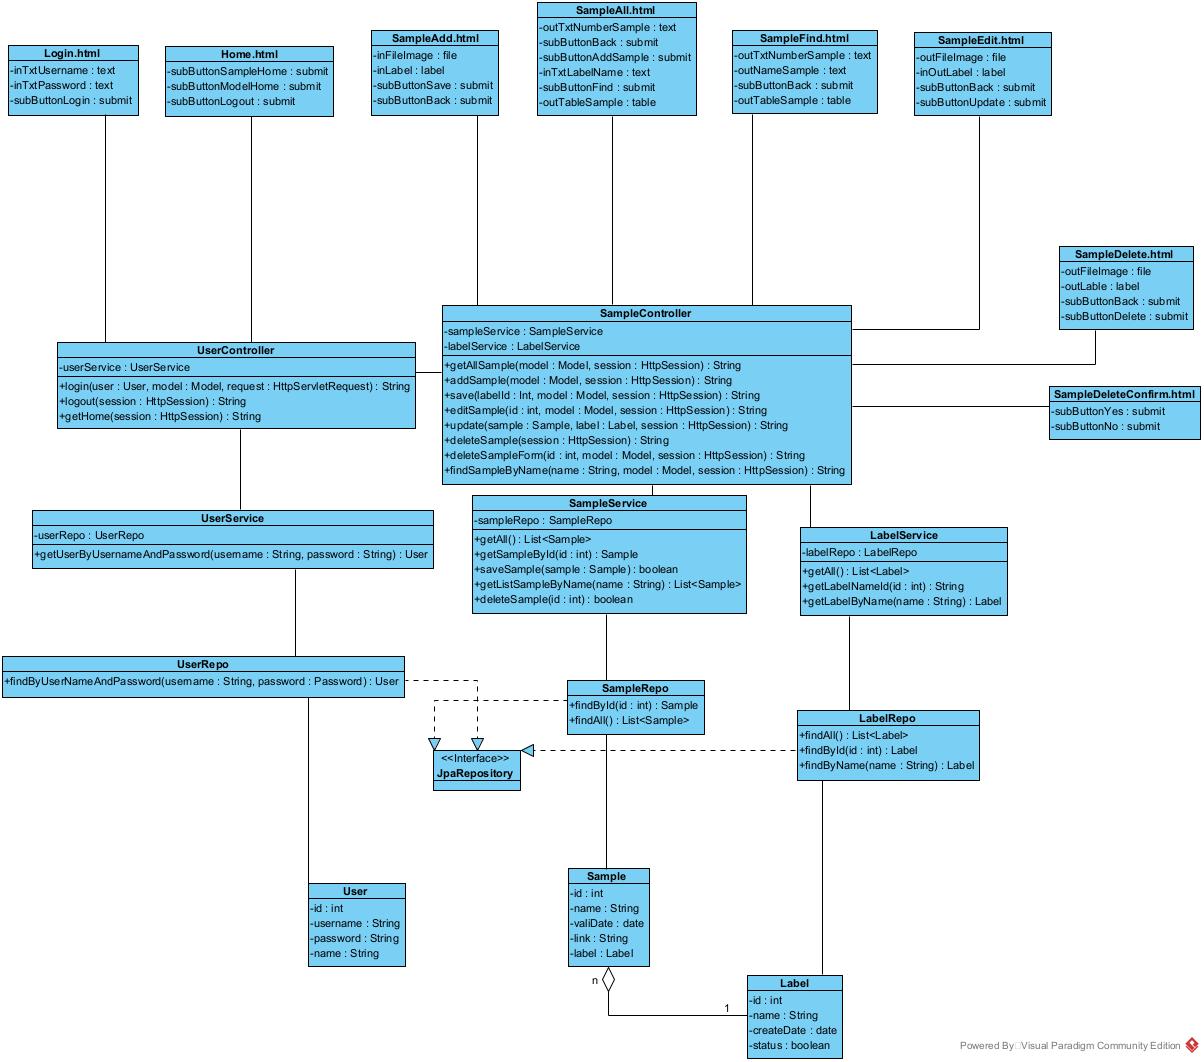 Login.html
-inTxtUsername : text
-inTxtPassword : text
-subButtonLogin : submit
Home.html
-subButtonSampleHome : submit
-subButtonModelHome : submit
-subButtonLogout : submit
SampleAdd.html
-inFileImage : file
-inLabel : label
-subButtonSave : submit
-subButtonBack : submit
SampleAll.html
-outTxtNumberSample : text
-subButtonBack : submit
-subButtonAddSample : submit
-inTxtLabelName : text
-subButtonFind : submit
-outTableSample : table
SampleFind.html
-outTxtNumberSample : text
-outNameSample : text
-subButtonBack : submit
-outTableSample : table
SampleEdit.html
-outFileImage : file
-inOutLabel : label
-subButtonBack : submit
-subButtonUpdate : submit
SampleDelete.html
-outFileImage : file
-outLable : label
-subButtonBack : submit
-subButtonDelete : submit
SampleController
-sampleService : SampleService
-labelService : LabelService
+getAllSample(model : Model, session : HttpSession) : String
+addSample(model : Model, session : HttpSession) : String
+save(labelId : Int, model : Model, session : HttpSession) : String
+editSample(id : int, model : Model, session : HttpSession) : String
+update(sample : Sample, label : Label, session : HttpSession) : String
+deleteSample(session : HttpSession) : String
+deleteSampleForm(id : int, model : Model, session : HttpSession) : String
+findSampleByName(name : String, model : Model, session : HttpSession) : String
UserController
-userService : UserService
+login(user : User, model : Model, request : HttpServletRequest) : String
+logout(session : HttpSession) : String
+getHome(session : HttpSession) : String
SampleDeleteConfirm.html
-subButtonYes : submit
-subButtonNo : submit
UserService
-userRepo : UserRepo
+getUserByUsernameAndPassword(username : String, password : String) : User
SampleService
-sampleRepo : SampleRepo
+getAll() : List<Sample>
+getSampleById(id : int) : Sample
+saveSample(sample : Sample) : boolean
+getListSampleByName(name : String) : List<Sample>
+deleteSample(id : int) : boolean
LabelService
-labelRepo : LabelRepo
+getAll() : List<Label>
+getLabelNameId(id : int) : String
+getLabelByName(name : String) : Label
UserRepo
+findByUserNameAndPassword(username : String, password : Password) : User
SampleRepo
+findById(id : int) : Sample
+findAll() : List<Sample>
LabelRepo
+findAll() : List<Label>
+findById(id : int) : Label
+findByName(name : String) : Label
<<Interface>>
JpaRepository
User
-id : int
-username : String
-password : String
-name : String
Sample
-id : int
-name : String
-valiDate : date
-link : String
-label : Label
n
1
Label
-id : int
-name : String
-createDate : date
-status : boolean
Powered By Visual Paradigm Community Edition